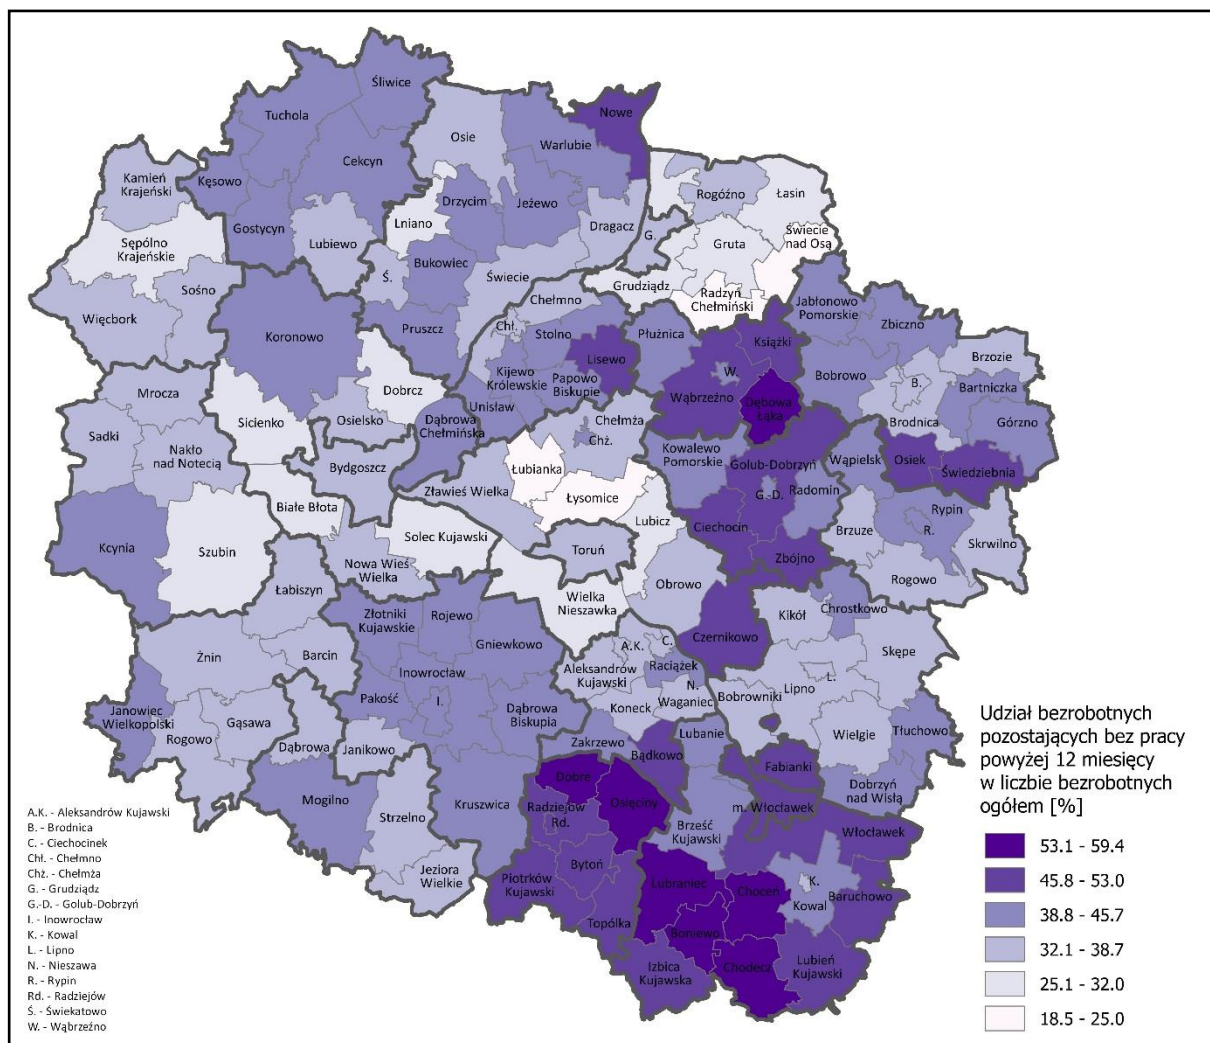 Śliwice
Tuchola
Nowe
Osie
Warlubie
Cekcyn
Kamień
Krajeński
Kęsowo
Rogóźno
Łasin
Drzycim
Jeżewo
Lniano
Gostycyn
Dragacz
Świecie
nad Osą
Sępólno
Krajeńskie
Lubiewo
G.
Gruta
Bukowiec
Świecie
Ś.
Sośno
Grudziądz
Radzyń
Chełmiński
Chełmno
Jabłonowo
Pomorskie
Więcbork
Koronowo
Pruszcz
Chł.
Stolno
Płużnica
Zbiczno
Książki
Lisewo
Brzozie
Kijewo
Królewskie
Papowo
Biskupie
W.
Bobrowo
B.
Bartniczka
Mrocza
Dobrcz
Wąbrzeźno
Dębowa
Łąka
Unisław
Osielsko
Sicienko
Dąbrowa
Chełmińska
Chełmża
Chż.
Brodnica
Górzno
Sadki
Nakło
nad Notecią
Kowalewo
Pomorskie
Golub-Dobrzyń
Wąpielsk
Osiek
Świedziebnia
Bydgoszcz
Łubianka
Zławieś Wielka
Łysomice
G.-D.
Radomin
Rypin
R.
Białe Błota
Lubicz
Ciechocin
Brzuze
Kcynia
Szubin
Solec Kujawski
Toruń
Skrwilno
Nowa Wieś
Wielka
Zbójno
Rogowo
Obrowo
Łabiszyn
Wielka
Nieszawka
Kikół
Chrostkowo
Złotniki
Kujawskie
Rojewo
Czernikowo
Gniewkowo
A.K.
C.
Skępe
Żnin
Barcin
Inowrocław
Aleksandrów
Kujawski
Raciążek
L.
N.
Lipno
Bobrowniki
Janowiec
Wielkopolski
Pakość
I.
Koneck
Waganiec
Rogowo
Gąsawa
Dąbrowa
Biskupia
Dąbrowa
Janikowo
Zakrzewo
Lubanie
Wielgie
Tłuchowo
Bądkowo
Fabianki
Dobre
Dobrzyń
nad Wisłą
Mogilno
Kruszwica
Osięciny
m. Włocławek
Strzelno
Radziejów
Rd.
Brześć
Kujawski
Włocławek
Jeziora
Wielkie
Bytoń
Piotrków
Kujawski
Lubraniec
Choceń
K.
Kowal
Baruchowo
Topólka
Boniewo
Izbica
Kujawska
Chodecz
Lubień
Kujawski
A.K. - Aleksandrów Kujawski
B. - Brodnica
C. - Ciechocinek
Chł. - Chełmno
Chż. - Chełmża
G. - Grudziądz
G.-D. - Golub-Dobrzyń
I. - Inowrocław
K. - Kowal
L. - Lipno
N. - Nieszawa
R. - Rypin
Rd. - Radziejów
Ś. - Świekatowo
W. - Wąbrzeźno
Udział bezrobotnych
pozostających bez pracy
powyżej 12 miesięcy
w liczbie bezrobotnych
ogółem [%]
53.1 - 59.4
45.8 - 53.0
38.8 - 45.7
32.1 - 38.7
25.1 - 32.0
18.5 - 25.0